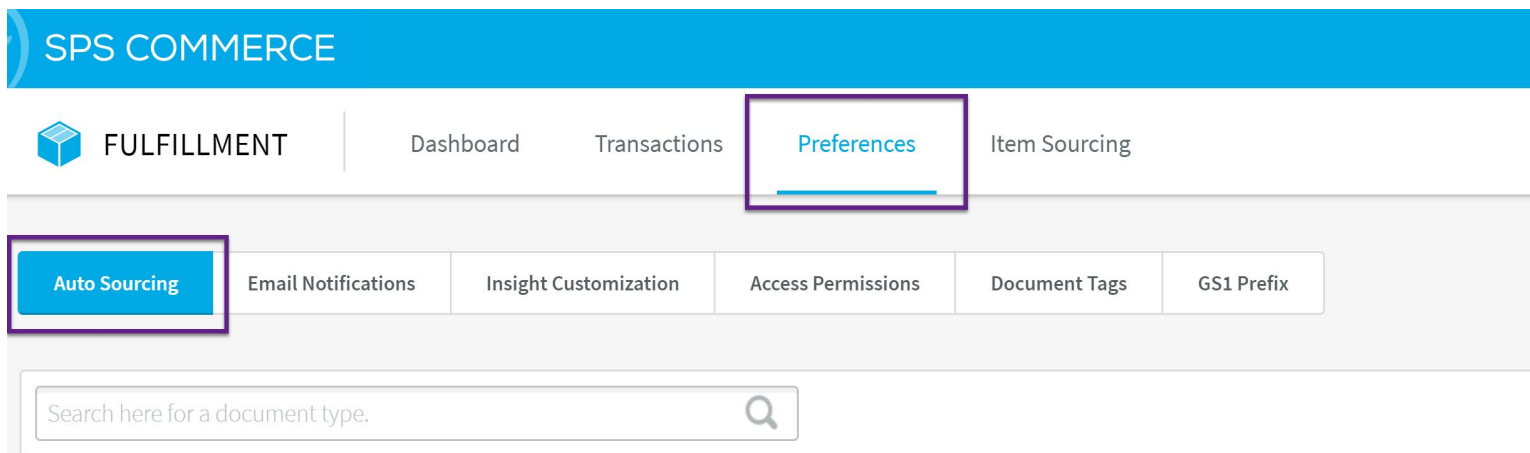 SPS COMMERCE
FULFILLMENT Dashboard Transactions Preferences Item Sourcing
Auto Sourcing Email Notifications Insight Customization Access Permissions Document Tags GS1 Prefix
Search here for a document type.